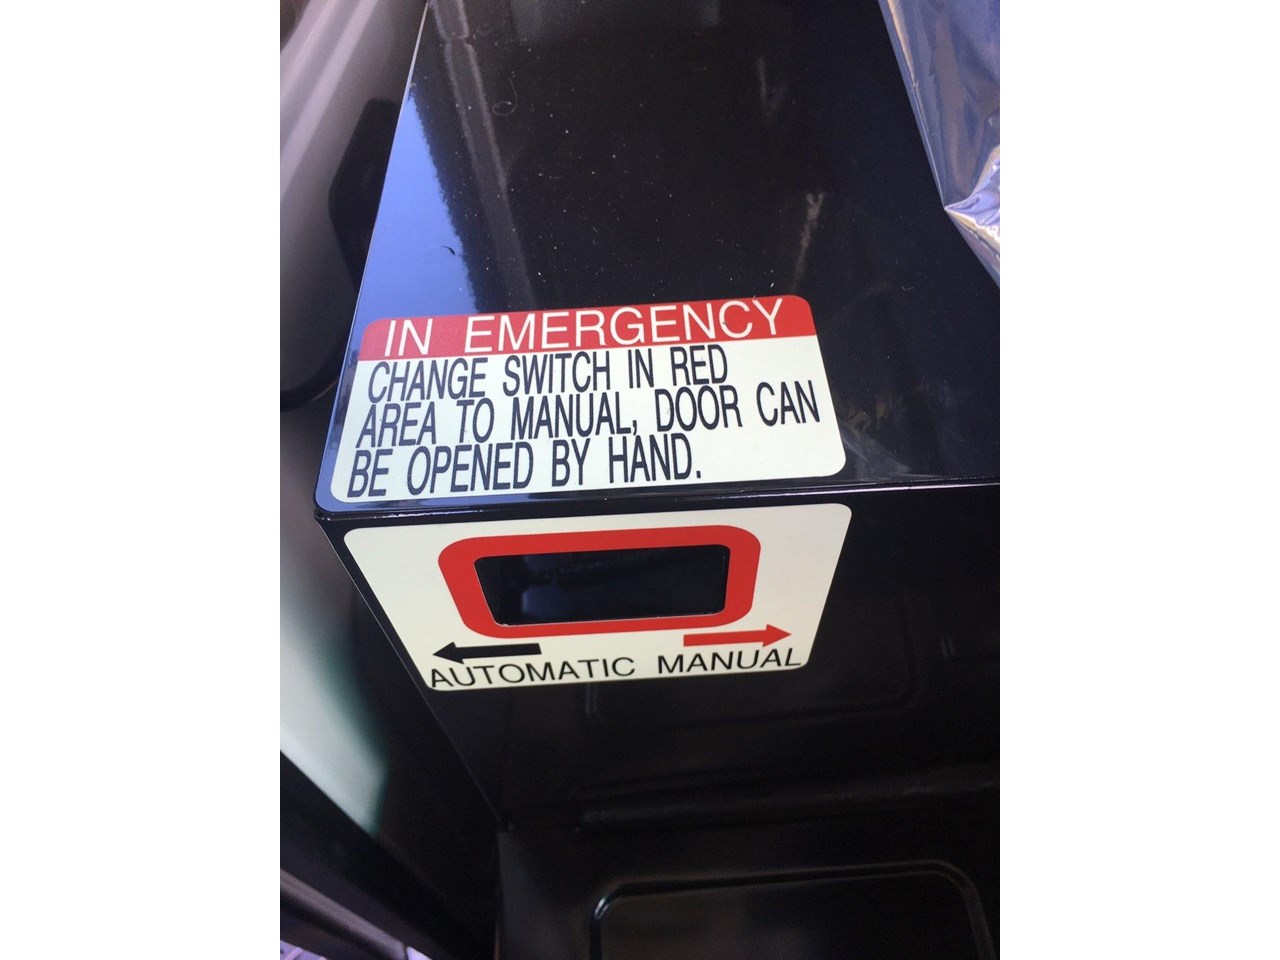 IN EMERGENCY
CHANGE SWITCH IN RED
AREA TO MANUAL, DOOR CAN
BE OPENED BY HAND.
AUTOMATIC MANUAL